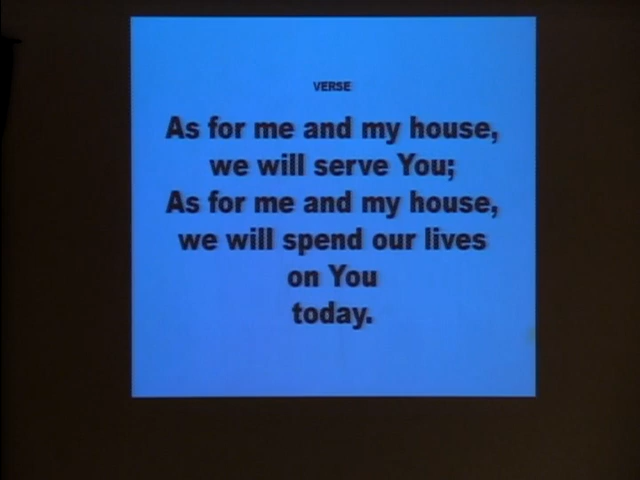 VERSE
As for me and my house,
we will serve You;
As for me and my house,
we will spend our lives
on You
today.